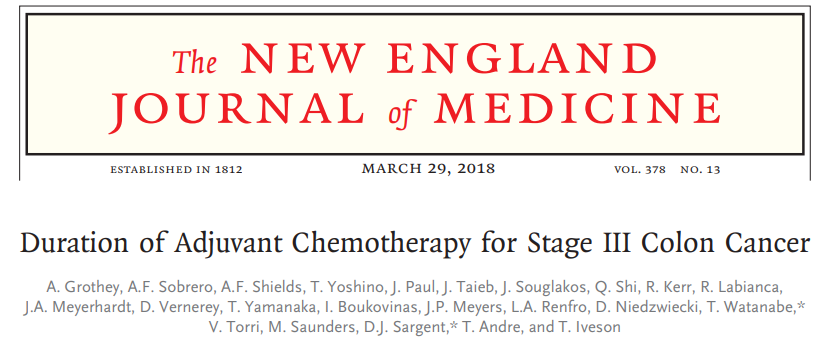 The NEW ENGLAND
JOURNAL of MEDICINE
ESTABLISHED IN 1812 MARCH 29, 2018 VOL. 378 NO. 13
Duration of Adjuvant Chemotherapy for Stage III Colon Cancer
A. Grothey, A.F. Sobrero, A.F. Shields, T. Yoshino, J. Paul, J. Taieb, J. Souglakos, Q. Shi, R. Kerr, R. Labianca,
J.A. Meyerhardt, D. Vernerey, T. Yamanaka, I. Boukovinas, J.P. Meyers, L.A. Renfro, D. Niedzwiecki, T. Watanabe,*
V. Torri, M. Saunders, D.J. Sargent,* T. Andre, and T. Iveson